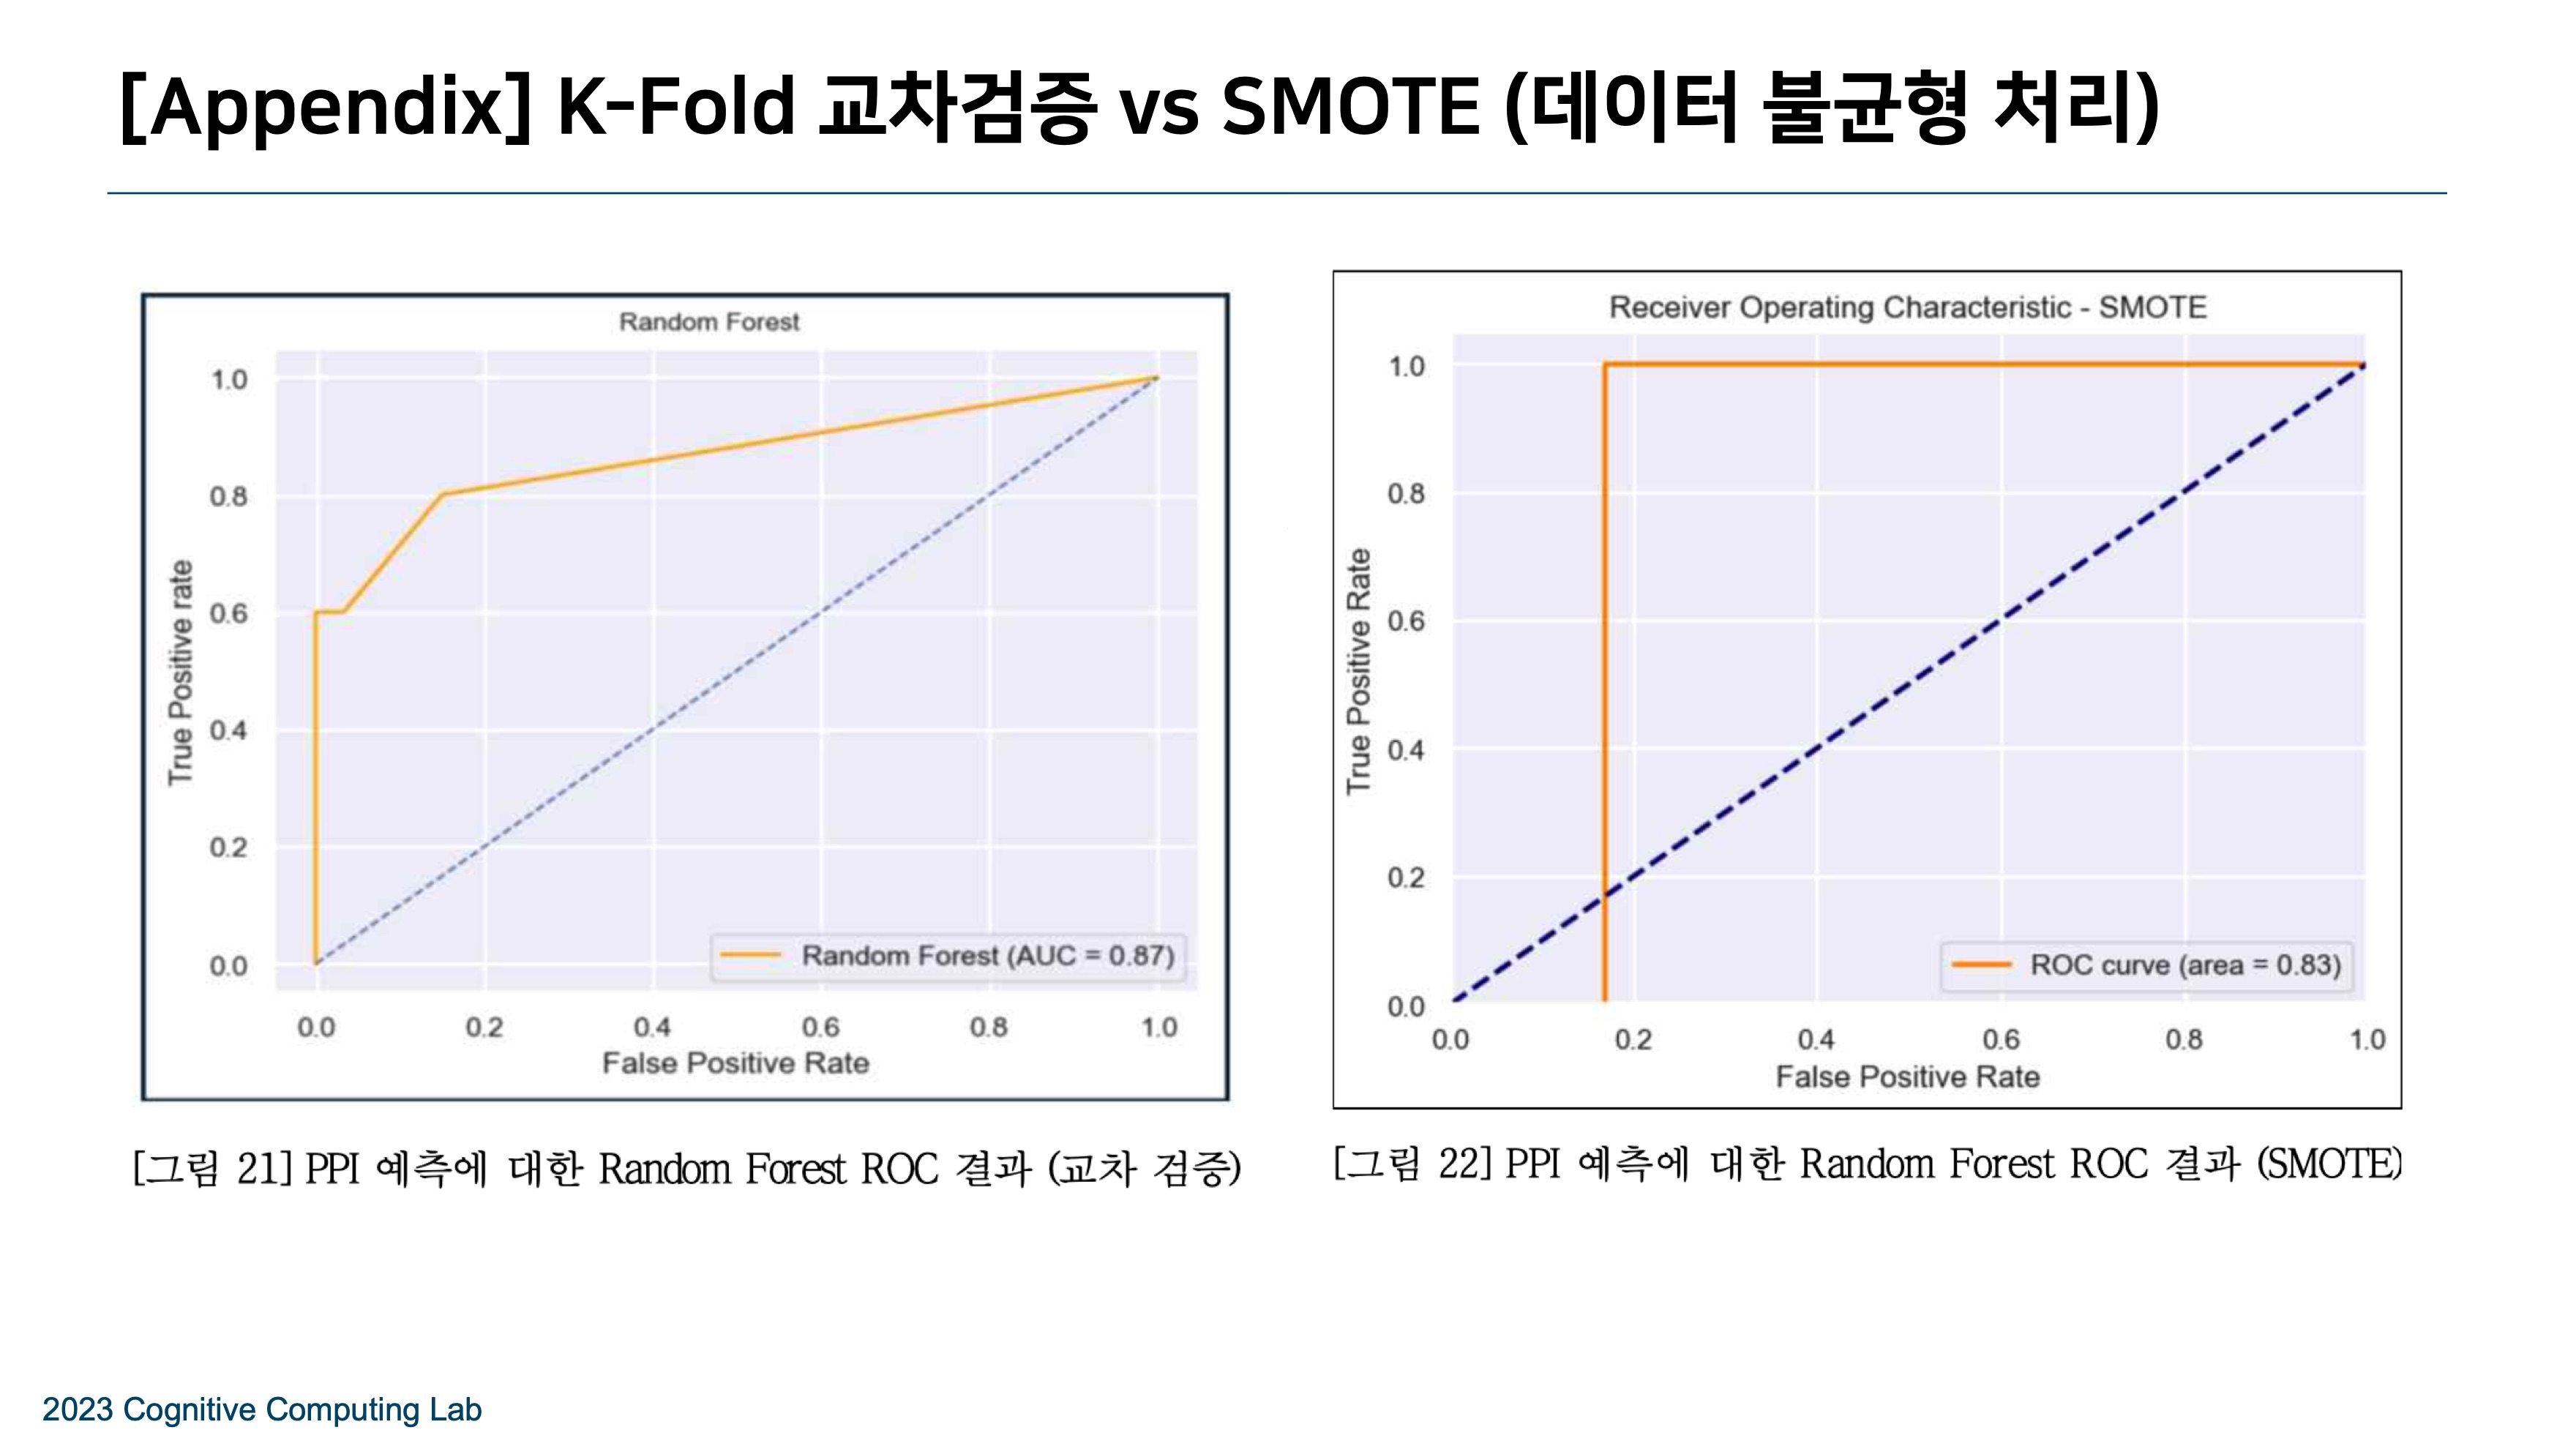 [Appendix] K-Fold 교차검증 vs SMOTE (데이터 불균형 처리)
Random Forest
1.0
0.8
0.6
0.4
0.2
0.0
True Positive rate
0.0 0.2 0.4 0.6 0.8 1.0
False Positive Rate
Random Forest (AUC = 0.87)
[그림 21] PPI 예측에 대한 Random Forest ROC 결과 (교차 검증)
Receiver Operating Characteristic - SMOTE
1.0
0.8
0.6
0.4
0.2
0.0
True Positive Rate
0.0 0.2 0.4 0.6 0.8 1.0
False Positive Rate
ROC curve (area = 0.83)
[그림 22] PPI 예측에 대한 Random Forest ROC 결과 (SMOTE)
2023 Cognitive Computing Lab